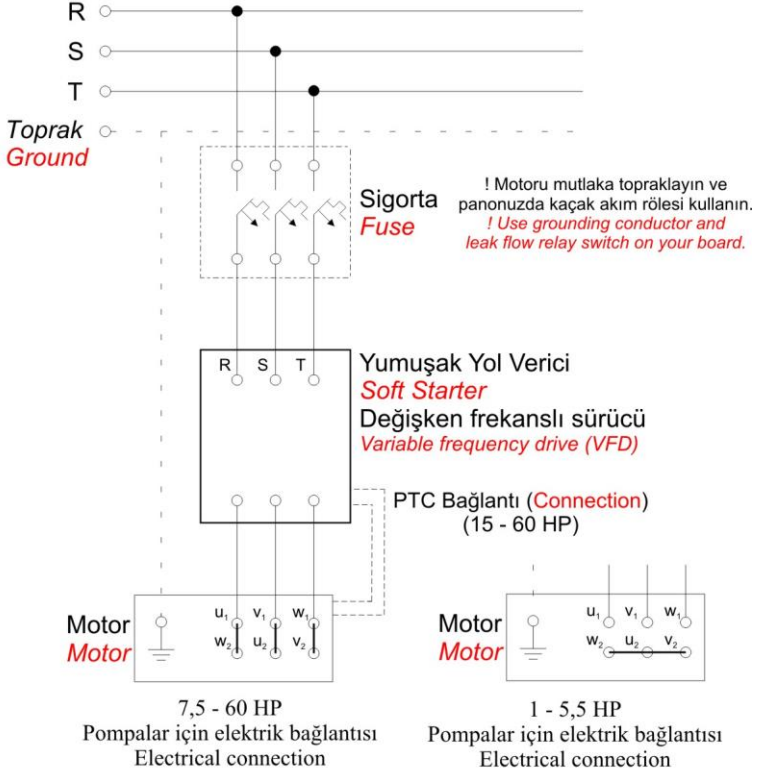 R
S
T
Toprak
Ground
Sigorta
Fuse
! Motoru mutlaka topraklayın ve
panonuzda kaçak akım rölesi kullanın.
! Use grounding conductor and
leak flow relay switch on your board.
R S T
Yumuşak Yol Verici
Soft Starter
Değişken frekanslı sürücü
Variable frequency drive (VFD)
PTC Bağlantı (Connection)
(15 - 60 HP)
Motor
Motor
u₁ v₁ w₁
w₂ u₂ v₂
7,5 - 60 HP
Pompalar için elektrik bağlantısı
Electrical connection
Motor
Motor
u₁ v₁ w₁
w₂ u₂ v₂
1 - 5,5 HP
Pompalar için elektrik bağlantısı
Electrical connection